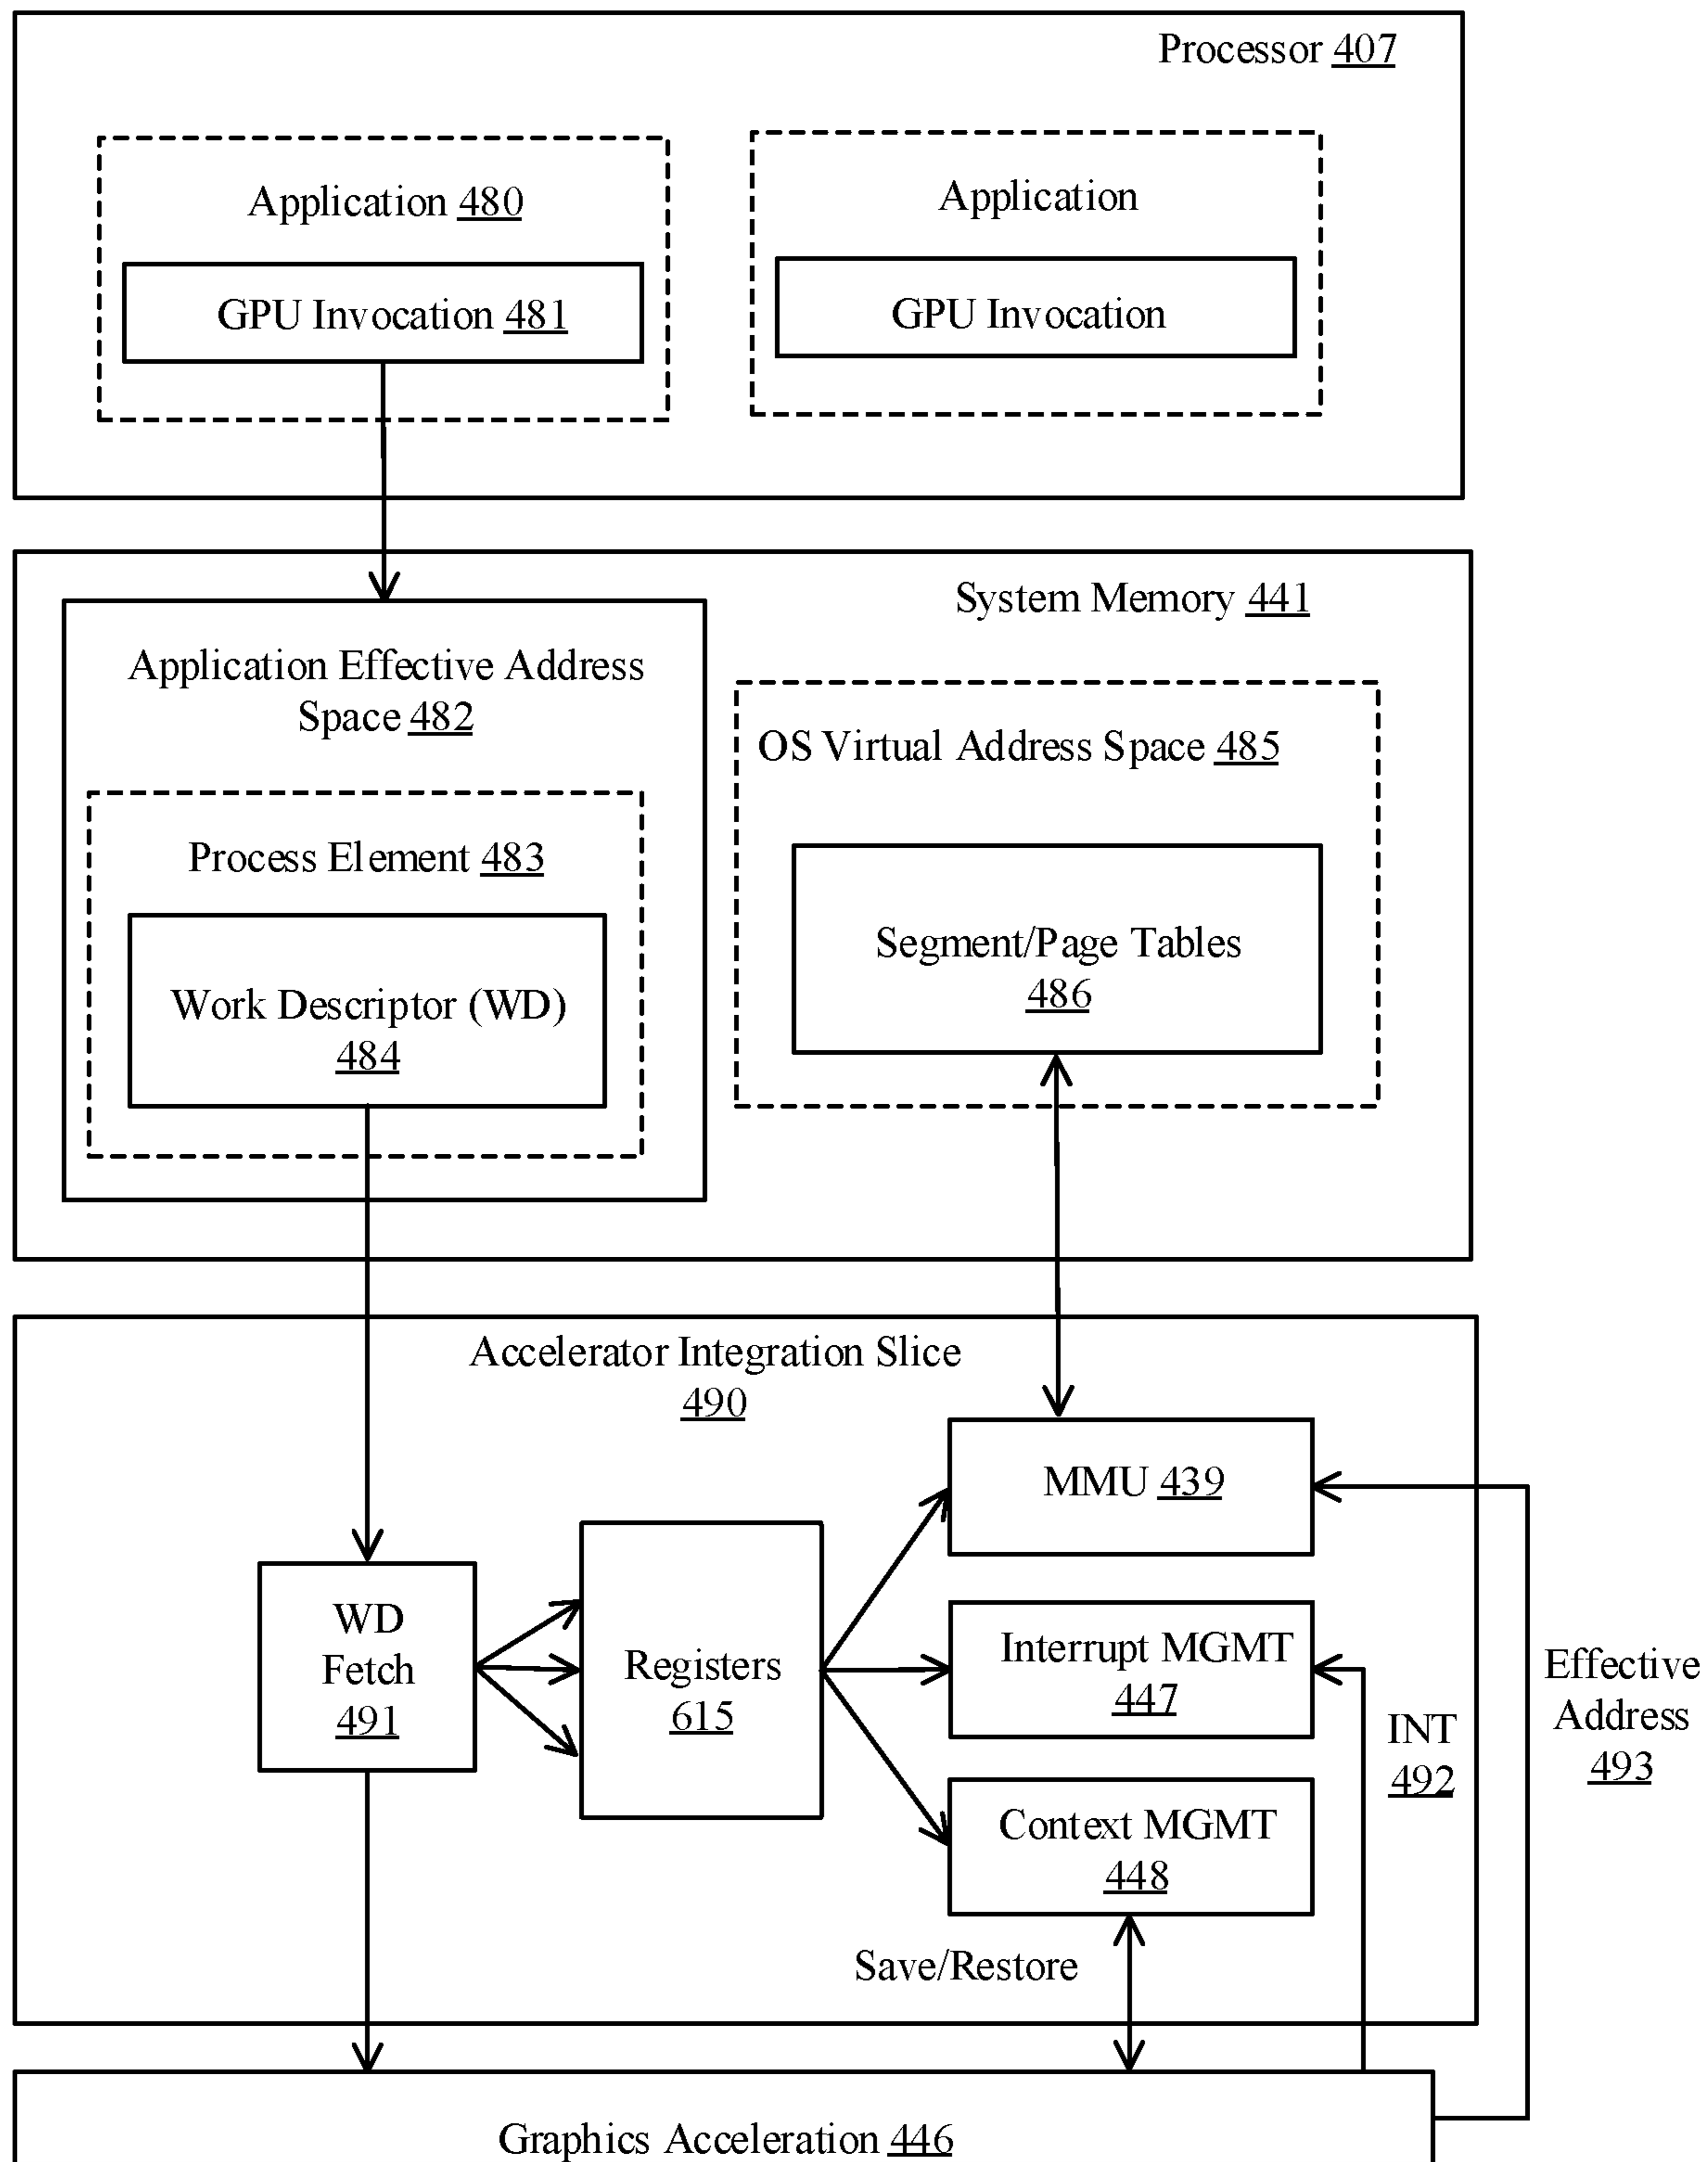 Processor 407
Application 480
Application
GPU Invocation 481
GPU Invocation
System Memory 441
Application Effective Address
Space 482
OS Virtual Address Space 485
Process Element 483
Segment/Page Tables
486
Work Descriptor (WD)
484
Accelerator Integration Slice
490
MMU 439
WD
Fetch
491
Registers
615
Interrupt MGMT
447
Effective
Address
493
INT
492
Context MGMT
448
Save/Restore
Graphics Acceleration 446